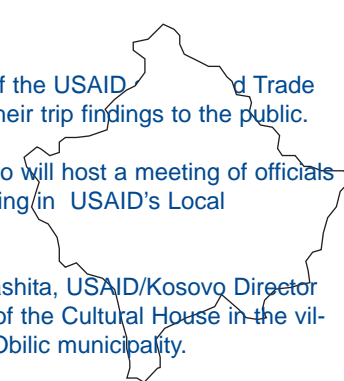 f the USAID d Trade
heir trip findings to the public.
o will host a meeting of officials
ing in USAID's Local
ashita, USAID/Kosovo Director
of the Cultural House in the vil-
Obilic municipality.